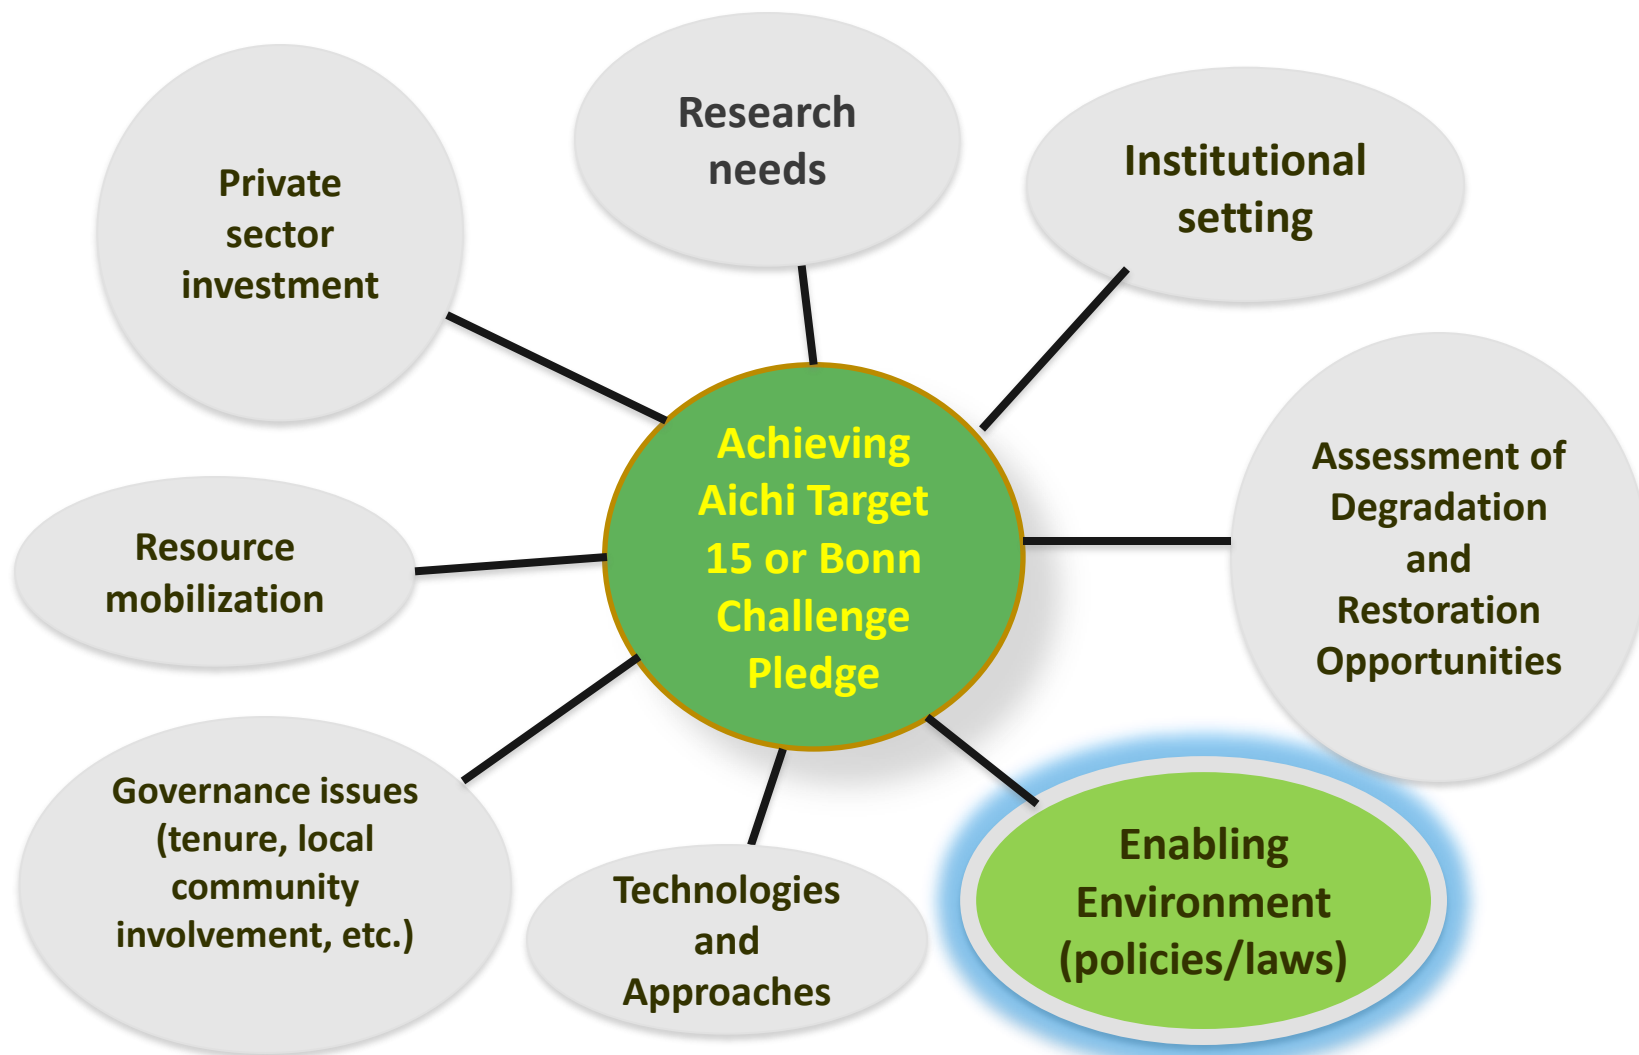 Research
needs
Institutional
setting
Private
sector
investment
Achieving
Aichi Target
15 or Bonn
Challenge
Pledge
Assessment of
Degradation
and
Restoration
Opportunities
Resource
mobilization
Governance issues
(tenure, local
community
involvement, etc.)
Technologies
and
Approaches
Enabling
Environment
(policies/laws)